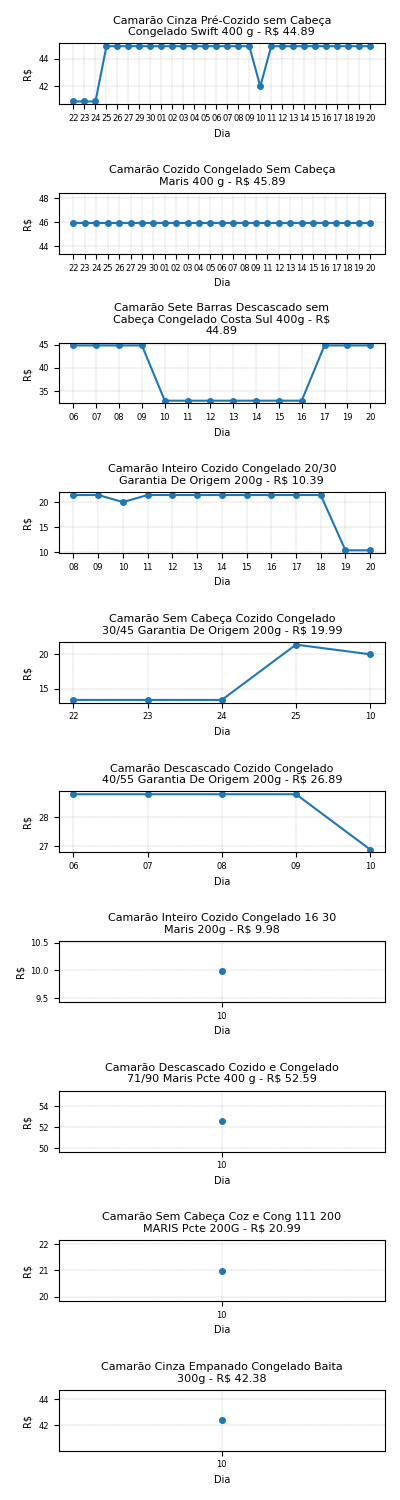 Camarão Cinza Pré-Cozido sem Cabeça
Congelado Swift 400 g - R$ 44.89
44
42
R$
22 23 24 25 26 27 29 30 01 02 03 04 05 06 07 08 09 10 11 12 13 14 15 16 17 18 19 20
Dia
Camarão Cozido Congelado Sem Cabeça
Maris 400 g - R$ 45.89
48
46
44
R$
22 23 24 25 26 27 29 30 01 02 03 04 05 06 07 08 09 11 12 13 14 15 16 17 18 19 20
Dia
Camarão Sete Barras Descascado sem
Cabeça Congelado Costa Sul 400g - R$
44.89
45
40
35
R$
06 07 08 09 10 11 12 13 14 15 16 17 19 20
Dia
Camarão Inteiro Cozido Congelado 20/30
Garantia De Origem 200g - R$ 10.39
20
15
10
R$
08 09 10 11 12 13 14 15 16 17 18 19 20
Dia
Camarão Sem Cabeça Cozido Congelado
30/45 Garantia De Origem 200g - R$ 19.99
20
15
R$
22 23 24 25 10
Dia
Camarão Descascado Cozido Congelado
40/55 Garantia De Origem 200g - R$ 26.89
28
27
R$
06 07 08 09 10
Dia
Camarão Inteiro Cozido Congelado 16 30
Maris 200g - R$ 9.98
10.5
10.0
9.5
R$
10
Dia
Camarão Descascado Cozido e Congelado
71/90 Maris Pcte 400 g - R$ 52.59
54
52
50
R$
10
Dia
Camarão Sem Cabeça Coz e Cong 111 200
MARIS Pcte 200G - R$ 20.99
22
21
20
R$
10
Dia
Camarão Cinza Empanado Congelado Baita
300g - R$ 42.38
44
42
R$
10
Dia